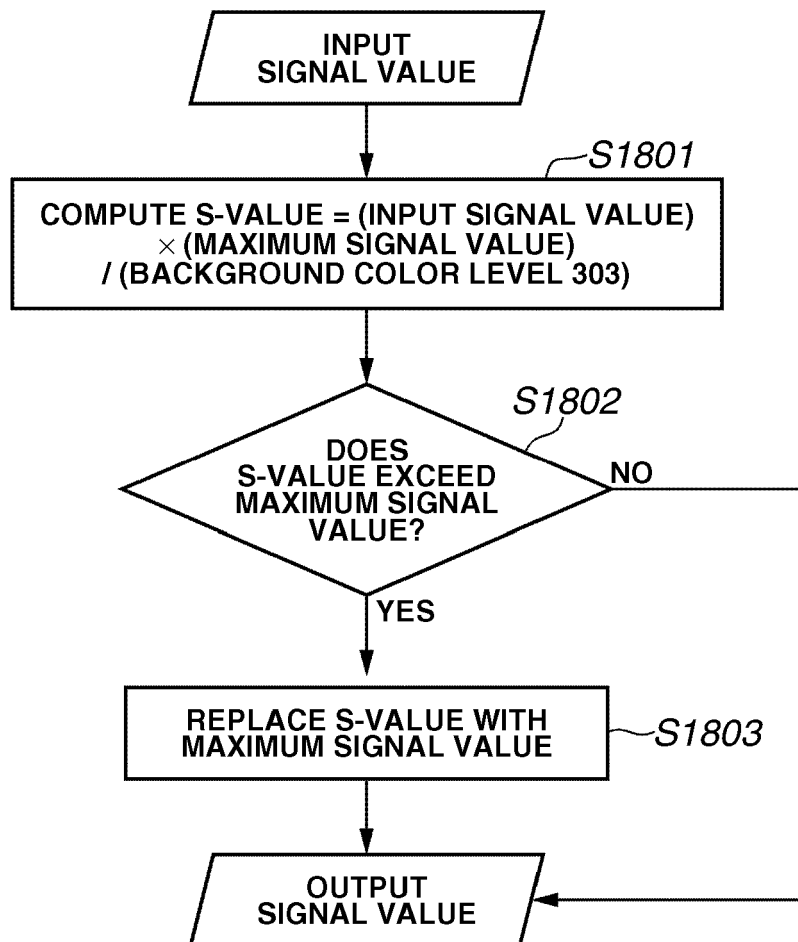 INPUT
SIGNAL VALUE
S1801
COMPUTE S-VALUE = (INPUT SIGNAL VALUE)
× (MAXIMUM SIGNAL VALUE)
/ (BACKGROUND COLOR LEVEL 303)
S1802
DOES
S-VALUE EXCEED
MAXIMUM SIGNAL
VALUE?
NO
YES
REPLACE S-VALUE WITH
MAXIMUM SIGNAL VALUE
S1803
OUTPUT
SIGNAL VALUE